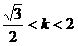 √3/2 < k < 2